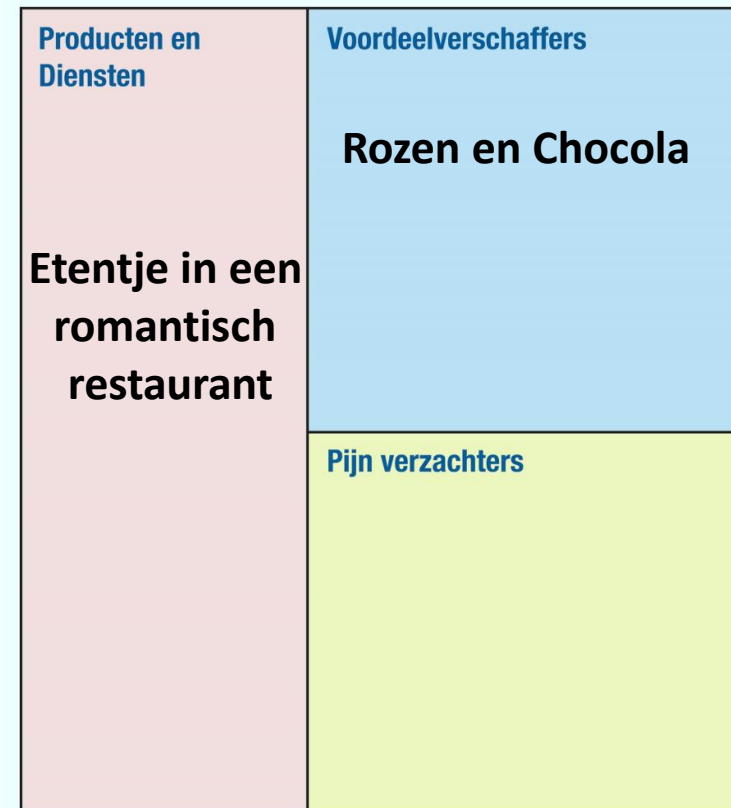 Producten en
Diensten
Etentje in een
romantisch
restaurant
Voordeelverschaffers
Rozen en Chocola
Pijn verzachters